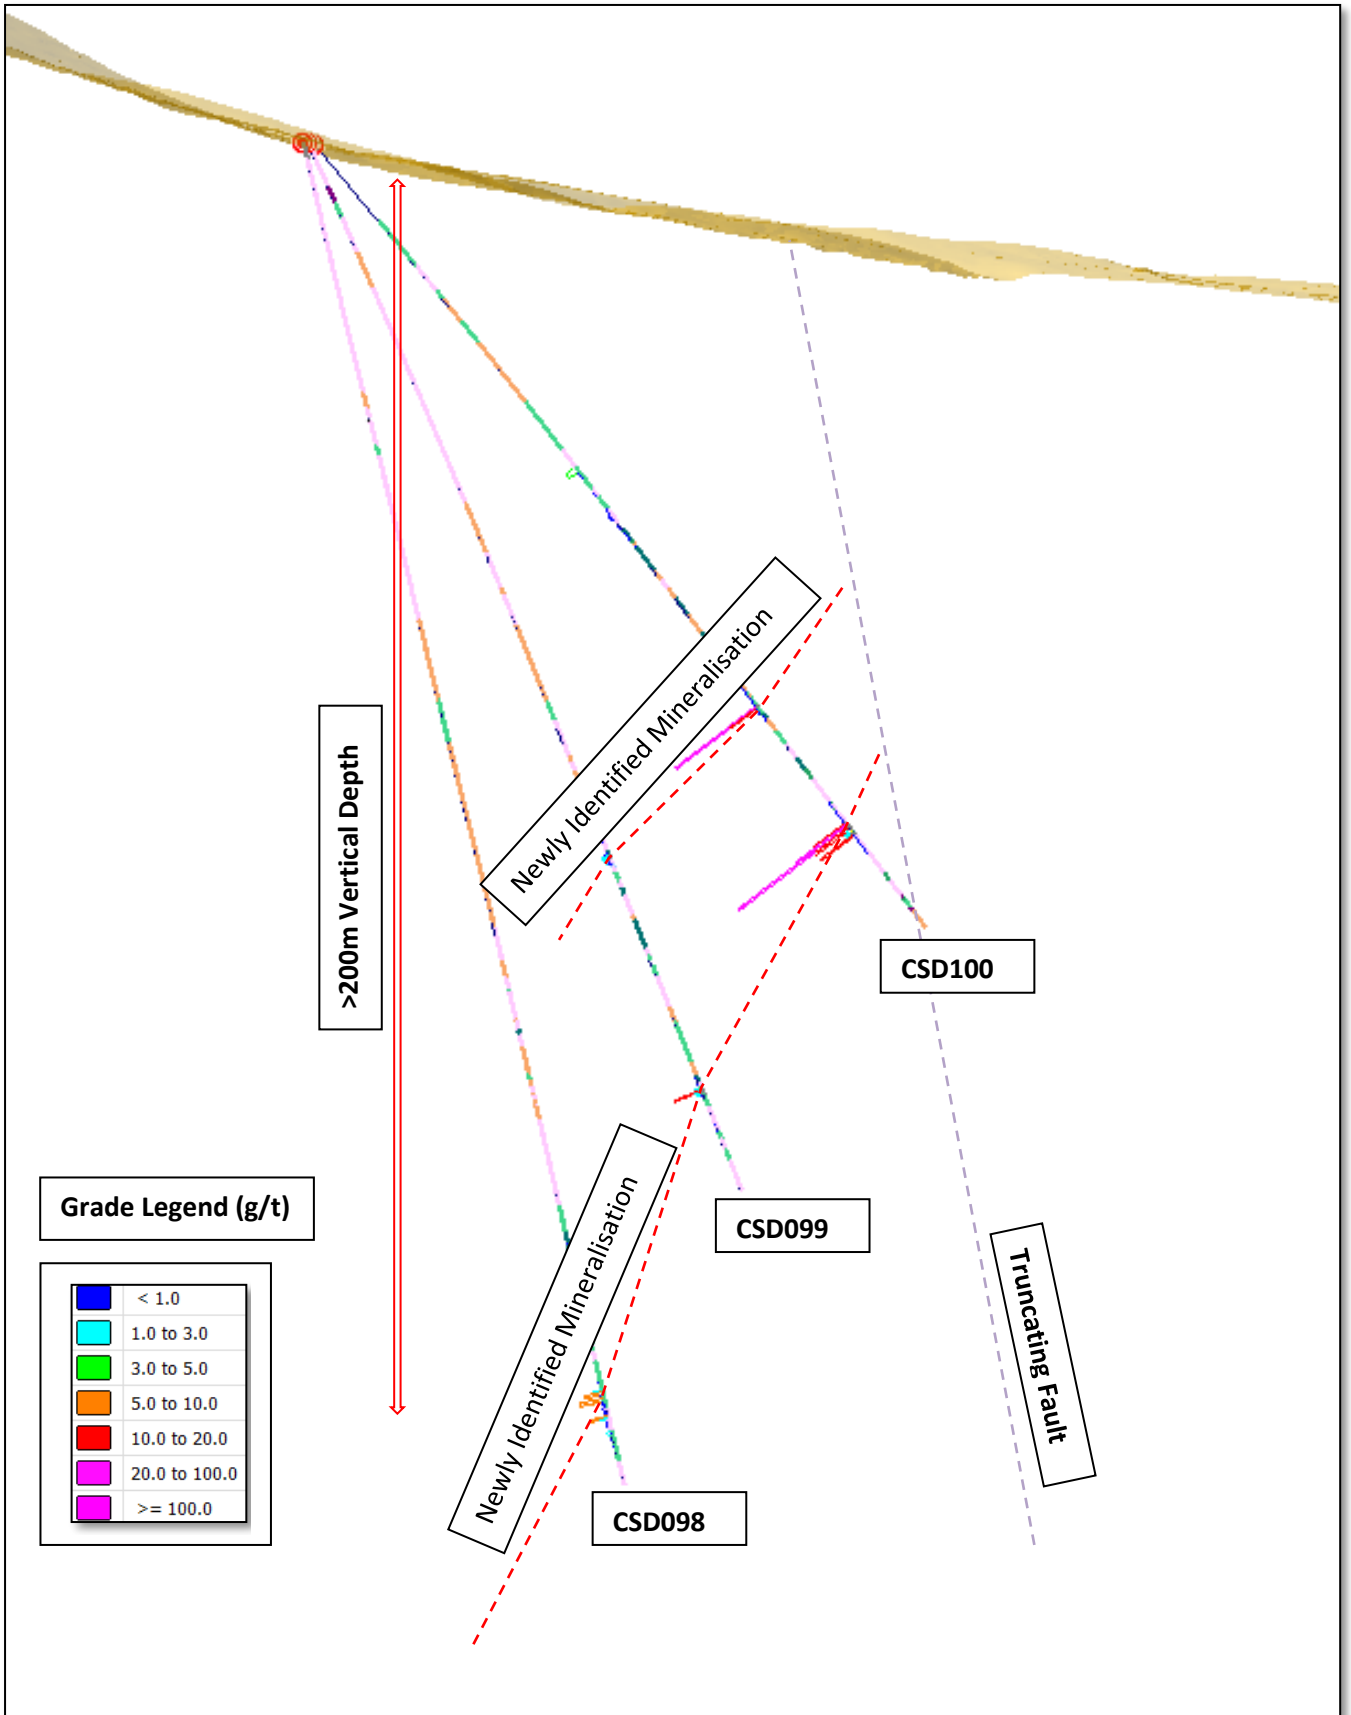 Newly Identified Mineralisation
>200m Vertical Depth
CSD100
Newly Identified Mineralisation
CSD099
Grade Legend (g/t)
< 1.0
1.0 to 3.0
3.0 to 5.0
5.0 to 10.0
10.0 to 20.0
20.0 to 100.0
>= 100.0
Truncating Fault
CSD098